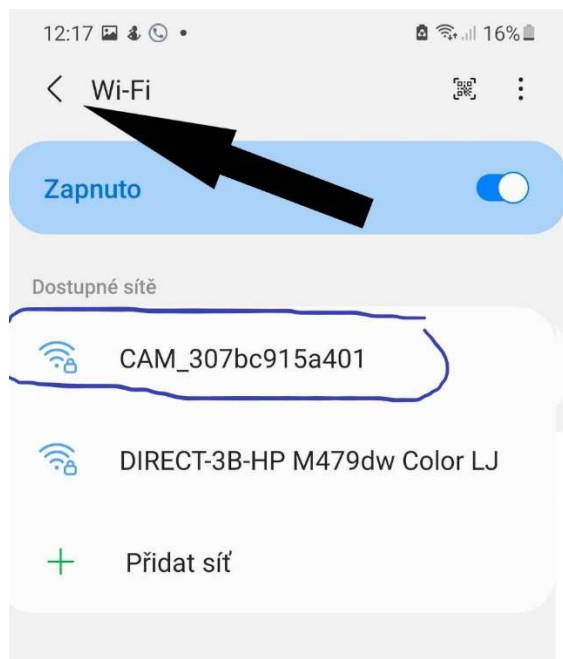 12:17 16%
Wi-Fi
Zapnuto
Dostupné sítě
CAM_307bc915a401
DIRECT-3B-HP M479dw Color LJ
Přidat síť